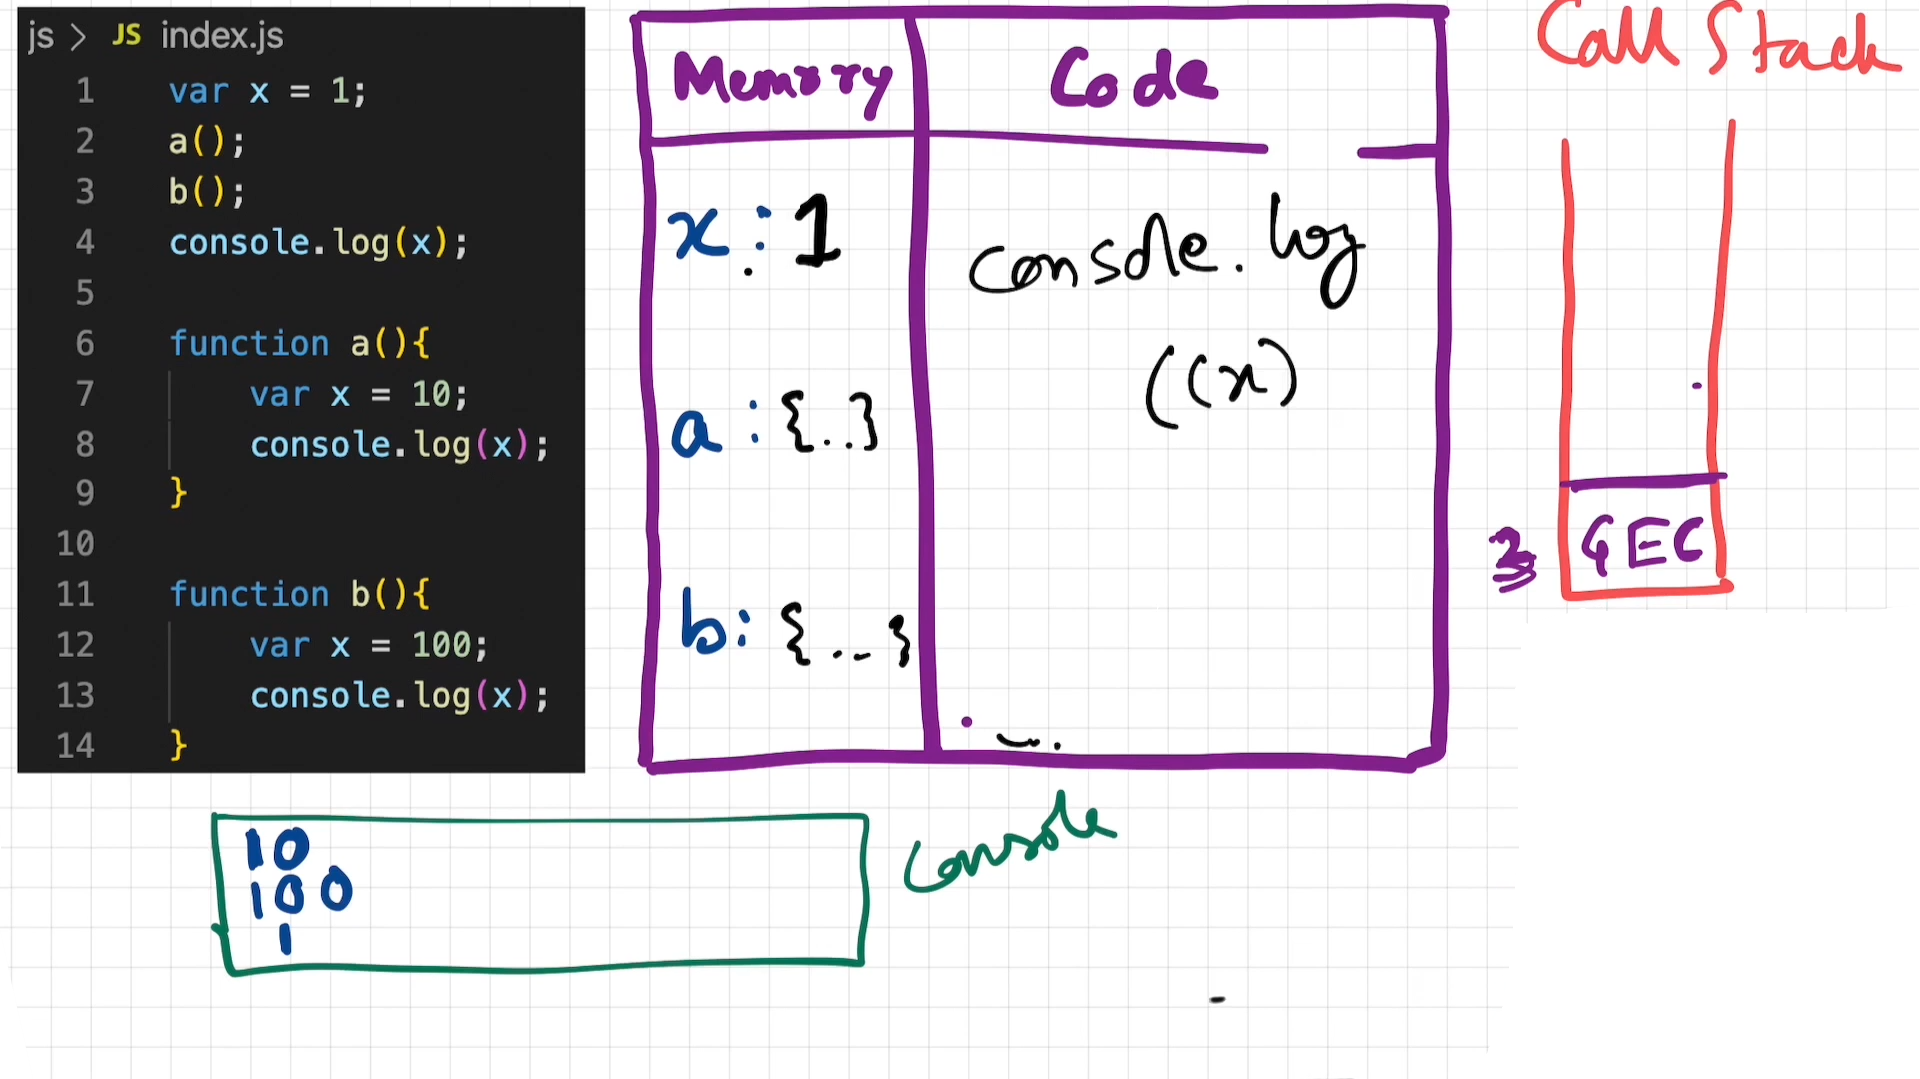 js > JS index.js
1 var x = 1;
2 a();
3 b();
4 console.log(x);
5
6 function a(){
7 var x = 10;
8 console.log(x);
9 }
10
11 function b(){
12 var x = 100;
13 console.log(x);
14 }
Memory Code
x : 1
a : {..}
b : {..}
console.log
((x)
Call Stack
GEC
10
100
1
Console